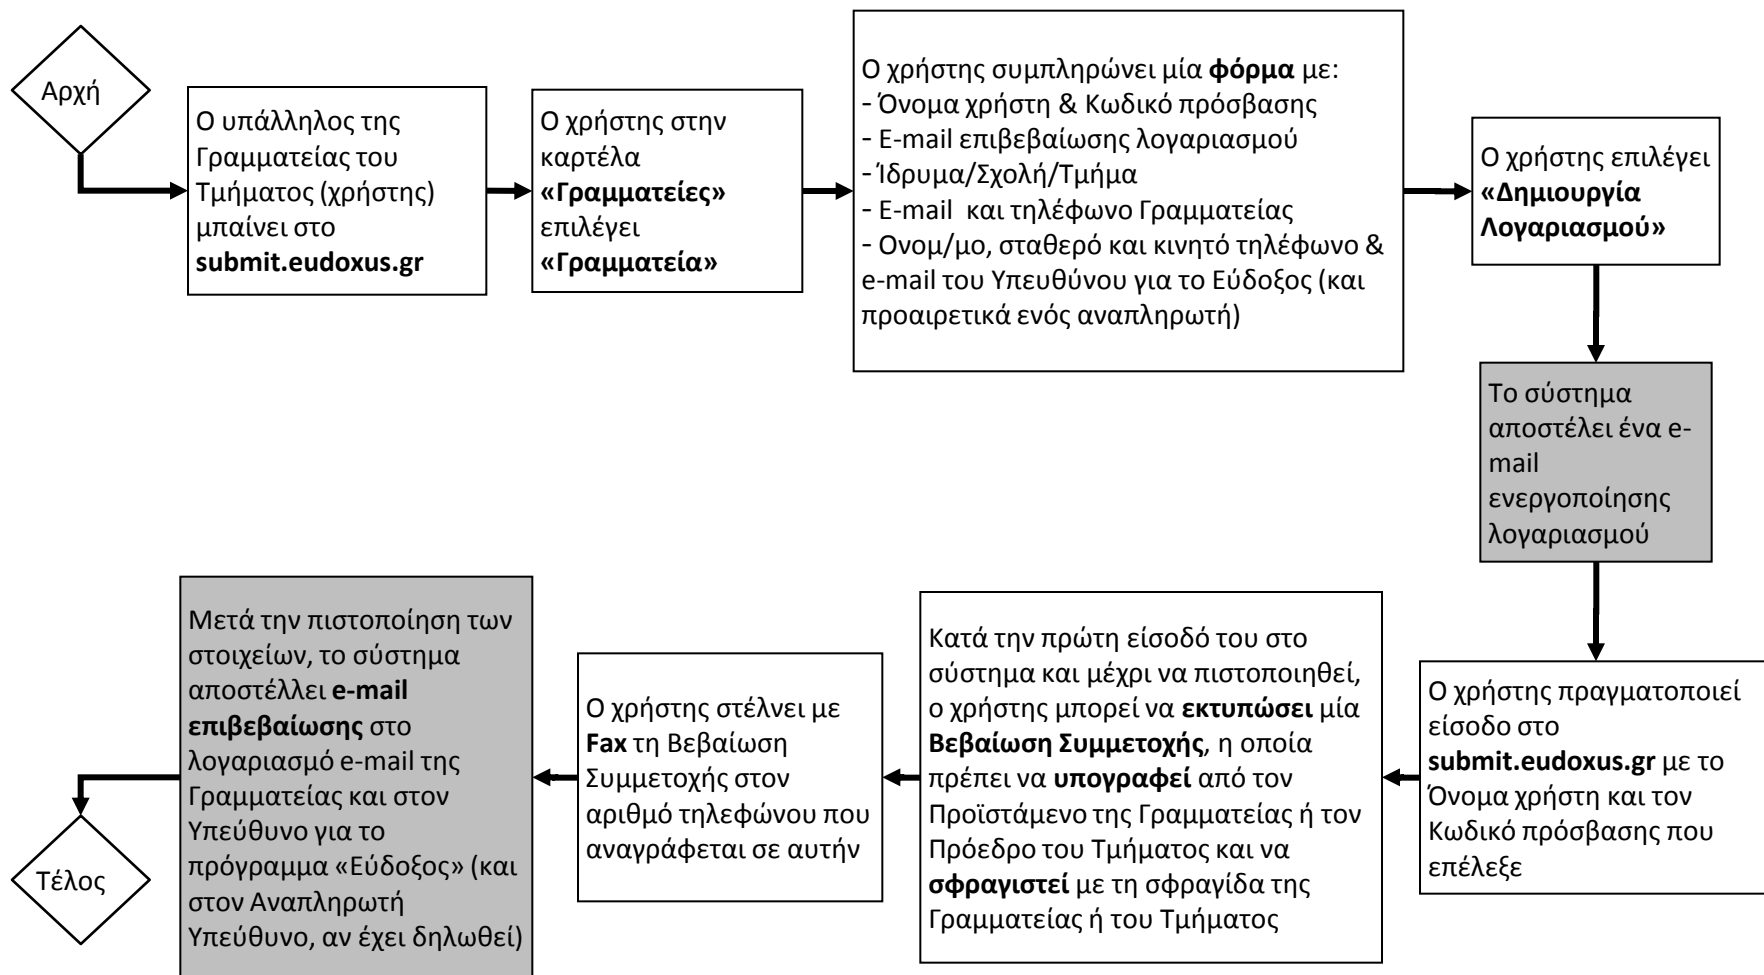 Αρχή
Ο υπάλληλος της
Γραμματείας του
Τμήματος (χρήστης)
μπαίνει στο
submit.eudoxus.gr
Ο χρήστης στην
καρτέλα
«Γραμματείες»
επιλέγει
«Γραμματεία»
Ο χρήστης συμπληρώνει μία φόρμα με:
- Όνομα χρήστη & Κωδικό πρόσβασης
- E-mail επιβεβαίωσης λογαριασμού
- Ίδρυμα/Σχολή/Τμήμα
- E-mail και τηλέφωνο Γραμματείας
- Ονομ/μο, σταθερό και κινητό τηλέφωνο &
e-mail του Υπευθύνου για το Εύδοξος (και
προαιρετικά ενός αναπληρωτή)
Ο χρήστης επιλέγει
«Δημιουργία
Λογαριασμού»
Το σύστημα
αποστέλει ένα e-
mail
ενεργοποίησης
λογαριασμού
Ο χρήστης πραγματοποιεί
είσοδο στο
submit.eudoxus.gr με το
Όνομα χρήστη και τον
Κωδικό πρόσβασης που
επέλεξε
Κατά την πρώτη είσοδό του στο
σύστημα και μέχρι να πιστοποιηθεί,
ο χρήστης μπορεί να εκτυπώσει μία
Βεβαίωση Συμμετοχής, η οποία
πρέπει να υπογραφεί από τον
Προϊστάμενο της Γραμματείας ή τον
Πρόεδρο του Τμήματος και να
σφραγιστεί με τη σφραγίδα της
Γραμματείας ή του Τμήματος
Ο χρήστης στέλνει με
Fax τη Βεβαίωση
Συμμετοχής στον
αριθμό τηλεφώνου που
αναγράφεται σε αυτήν
Μετά την πιστοποίηση των
στοιχείων, το σύστημα
αποστέλλει e-mail
επιβεβαίωσης στο
λογαριασμό e-mail της
Γραμματείας και στον
Υπεύθυνο για το
πρόγραμμα «Εύδοξος» (και
στον Αναπληρωτή
Υπεύθυνο, αν έχει δηλωθεί)
Τέλος